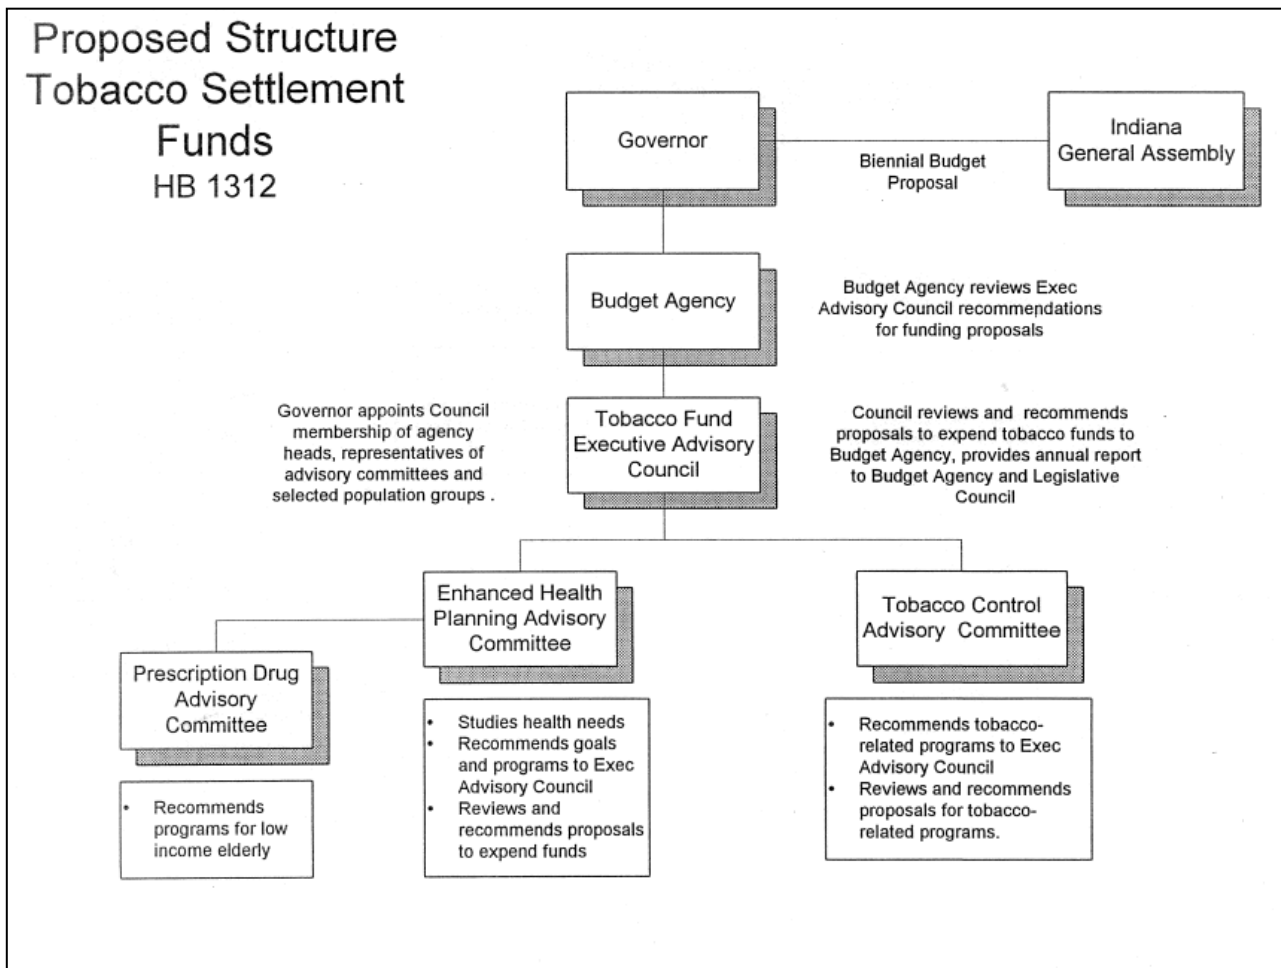 Proposed Structure
Tobacco Settlement
Funds
HB 1312
Governor
Biennial Budget
Proposal
Indiana
General Assembly
Budget Agency
Budget Agency reviews Exec
Advisory Council recommendations
for funding proposals
Governor appoints Council
membership of agency
heads, representatives of
advisory committees and
selected population groups .
Tobacco Fund
Executive Advisory
Council
Council reviews and recommends
proposals to expend tobacco funds to
Budget Agency, provides annual report
to Budget Agency and Legislative
Council
Enhanced Health
Planning Advisory
Committee
Tobacco Control
Advisory Committee
Prescription Drug
Advisory
Committee
• Recommends
programs for low
income elderly
• Studies health needs
• Recommends goals
and programs to Exec
Advisory Council
• Reviews and
recommends proposals
to expend funds
• Recommends tobacco-
related programs to Exec
Advisory Council
• Reviews and recommends
proposals for tobacco-
related programs.